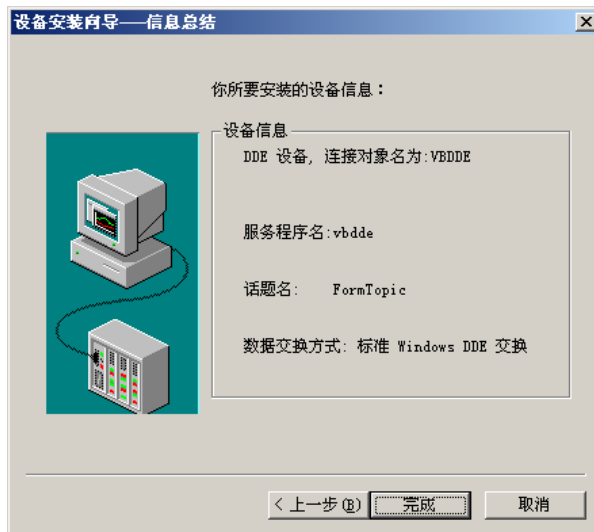 设备安装向导——信息总结
你所要安装的设备信息：
设备信息
DDE 设备, 连接对象名为:VBDDE
服务程序名:vbdde
话题名: FormTopic
数据交换方式: 标准 Windows DDE 交换
< 上一步(B) 完成 取消